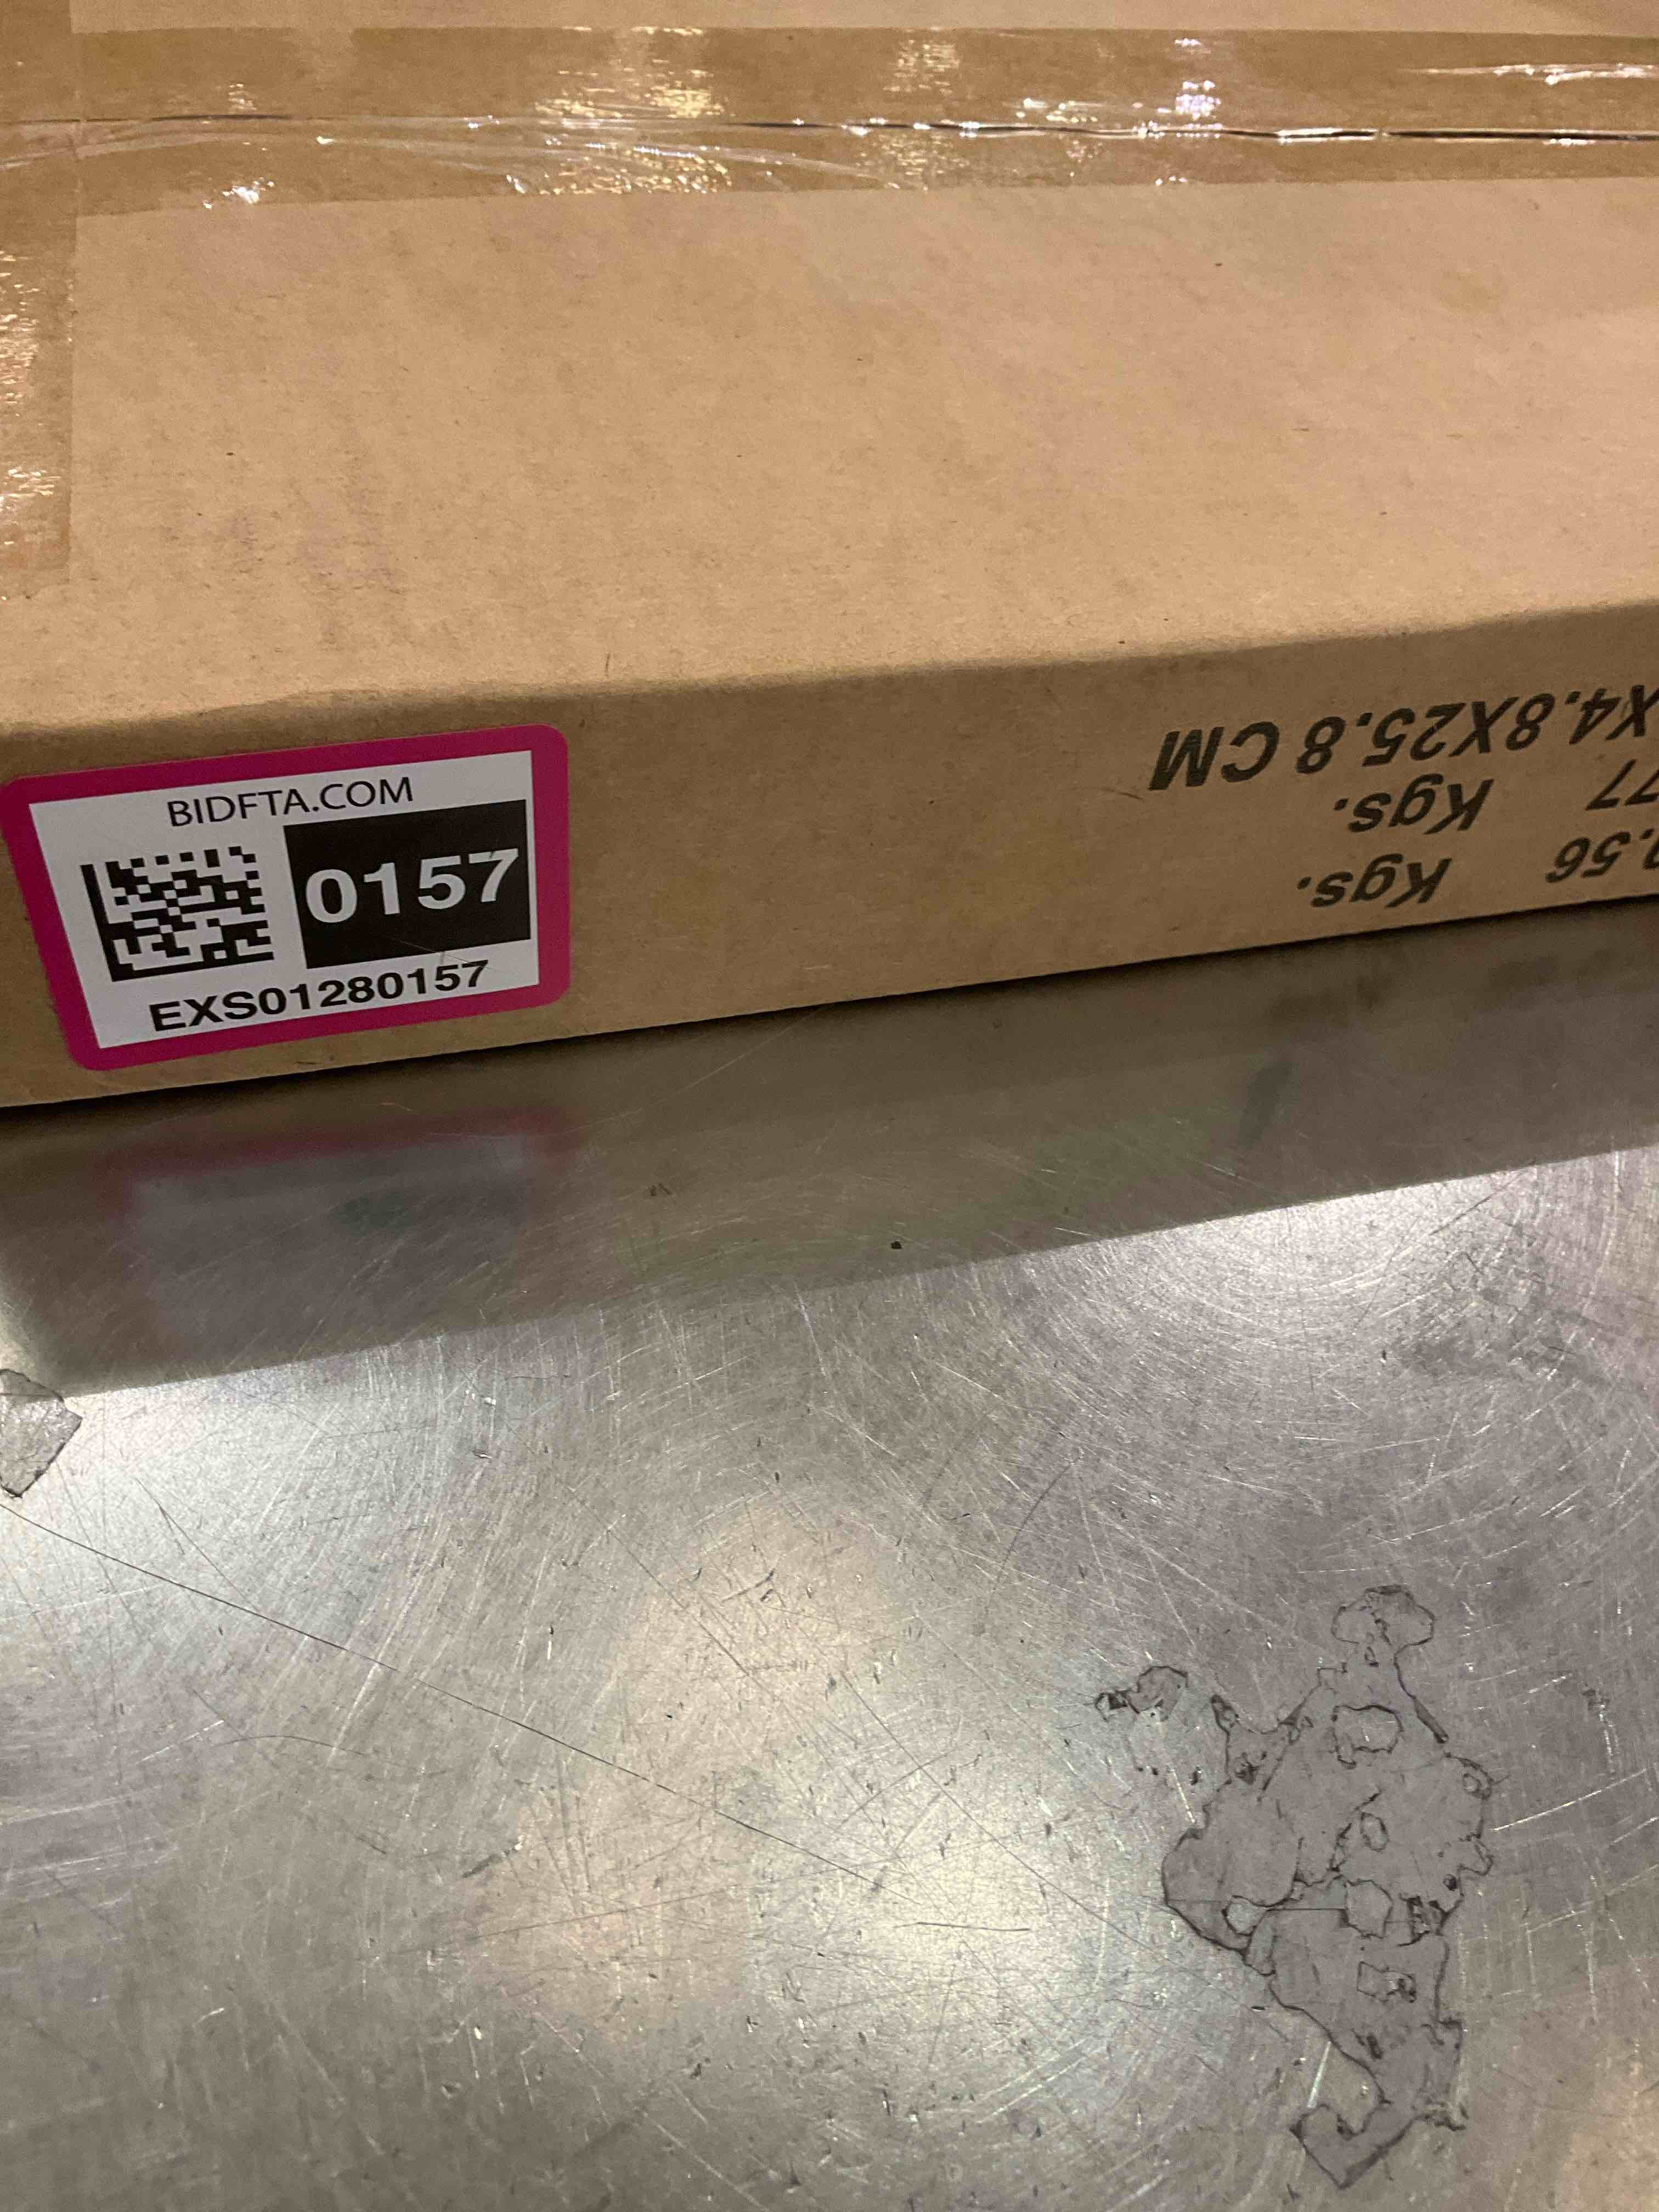 BIDFTA.COM
0157
EXS01280157
X4.8X25.8 CM
77 Kgs.
.56 Kgs.